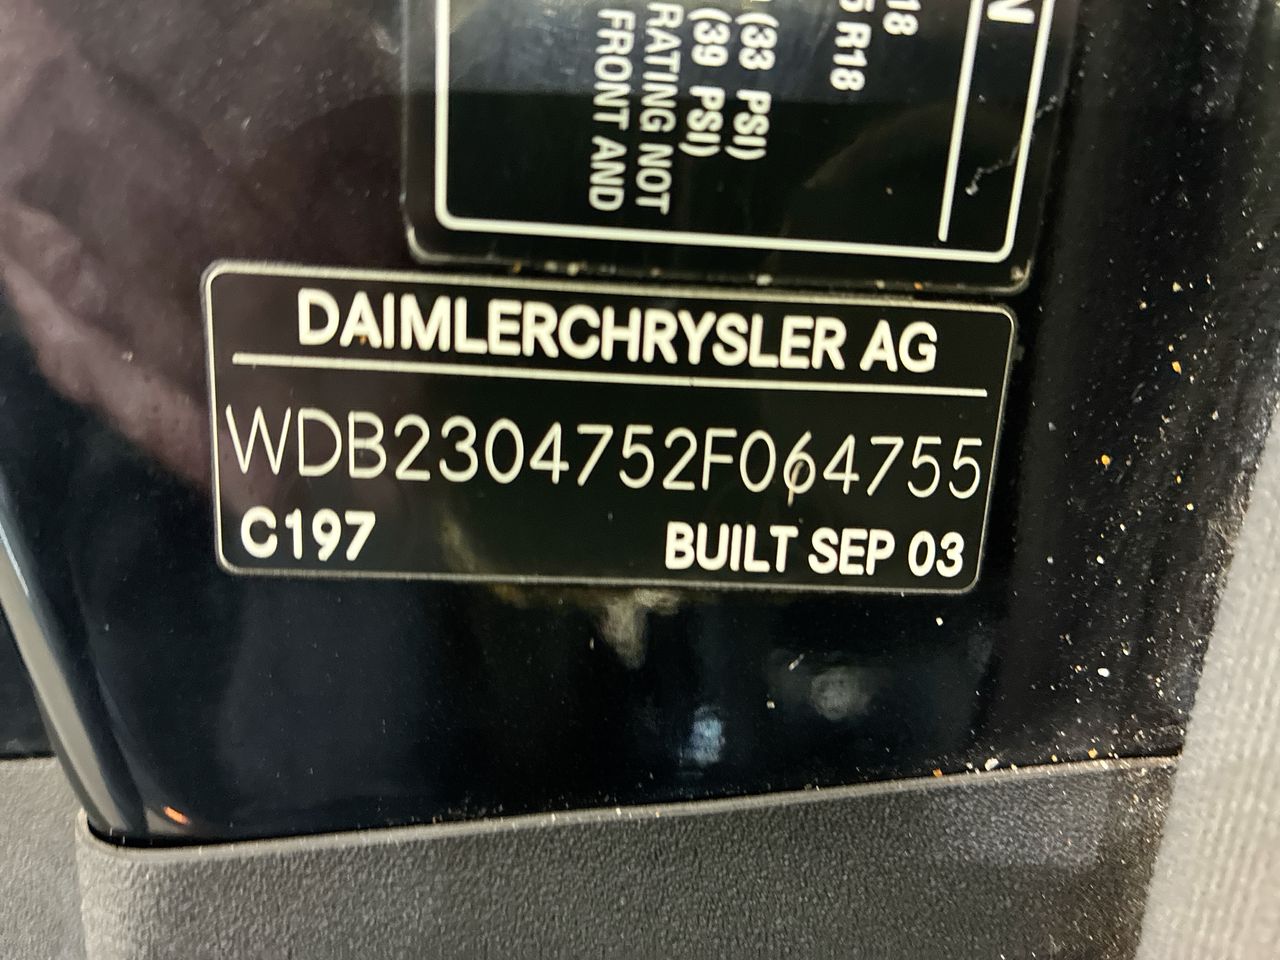 N
18
5 R18
(33 PSI)
(39 PSI)
RATING NOT
FRONT AND
DAIMLERCHRYSLER AG
WDB2304752F064755
C197
BUILT SEP 03